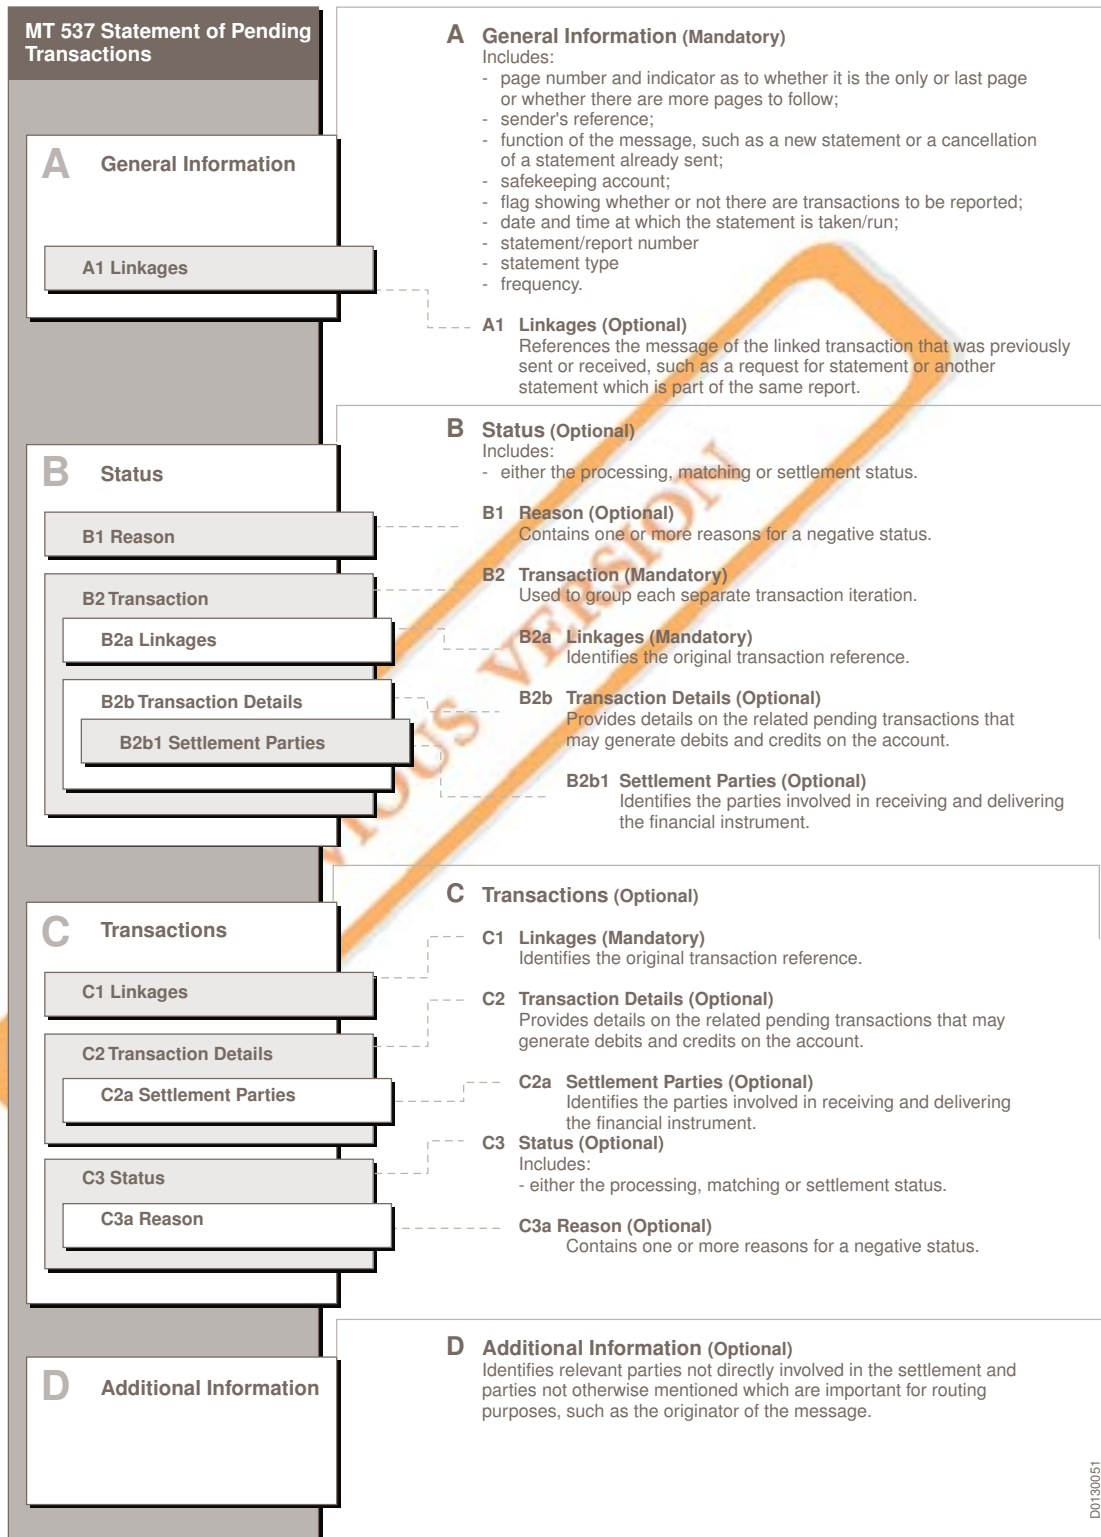 MT 537 Statement of Pending
Transactions
A General Information
A1 Linkages
B Status
B1 Reason
B2 Transaction
B2a Linkages
B2b Transaction Details
B2b1 Settlement Parties
C Transactions
C1 Linkages
C2 Transaction Details
C2a Settlement Parties
C3 Status
C3a Reason
D Additional Information
A General Information (Mandatory)
Includes:
- page number and indicator as to whether it is the only or last page
or whether there are more pages to follow;
- sender's reference;
- function of the message, such as a new statement or a cancellation
of a statement already sent;
- safekeeping account;
- flag showing whether or not there are transactions to be reported;
- date and time at which the statement is taken/run;
- statement/report number
- statement type
- frequency.
A1 Linkages (Optional)
References the message of the linked transaction that was previously
sent or received, such as a request for statement or another
statement which is part of the same report.
B Status (Optional)
Includes:
- either the processing, matching or settlement status.
B1 Reason (Optional)
Contains one or more reasons for a negative status.
B2 Transaction (Mandatory)
Used to group each separate transaction iteration.
B2a Linkages (Mandatory)
Identifies the original transaction reference.
B2b Transaction Details (Optional)
Provides details on the related pending transactions that
may generate debits and credits on the account.
B2b1 Settlement Parties (Optional)
Identifies the parties involved in receiving and delivering
the financial instrument.
C Transactions (Optional)
C1 Linkages (Mandatory)
Identifies the original transaction reference.
C2 Transaction Details (Optional)
Provides details on the related pending transactions that may
generate debits and credits on the account.
C2a Settlement Parties (Optional)
Identifies the parties involved in receiving and delivering
the financial instrument.
C3 Status (Optional)
Includes:
- either the processing, matching or settlement status.
C3a Reason (Optional)
Contains one or more reasons for a negative status.
D Additional Information (Optional)
Identifies relevant parties not directly involved in the settlement and
parties not otherwise mentioned which are important for routing
purposes, such as the originator of the message.
D0130051
VIOUS VERSION